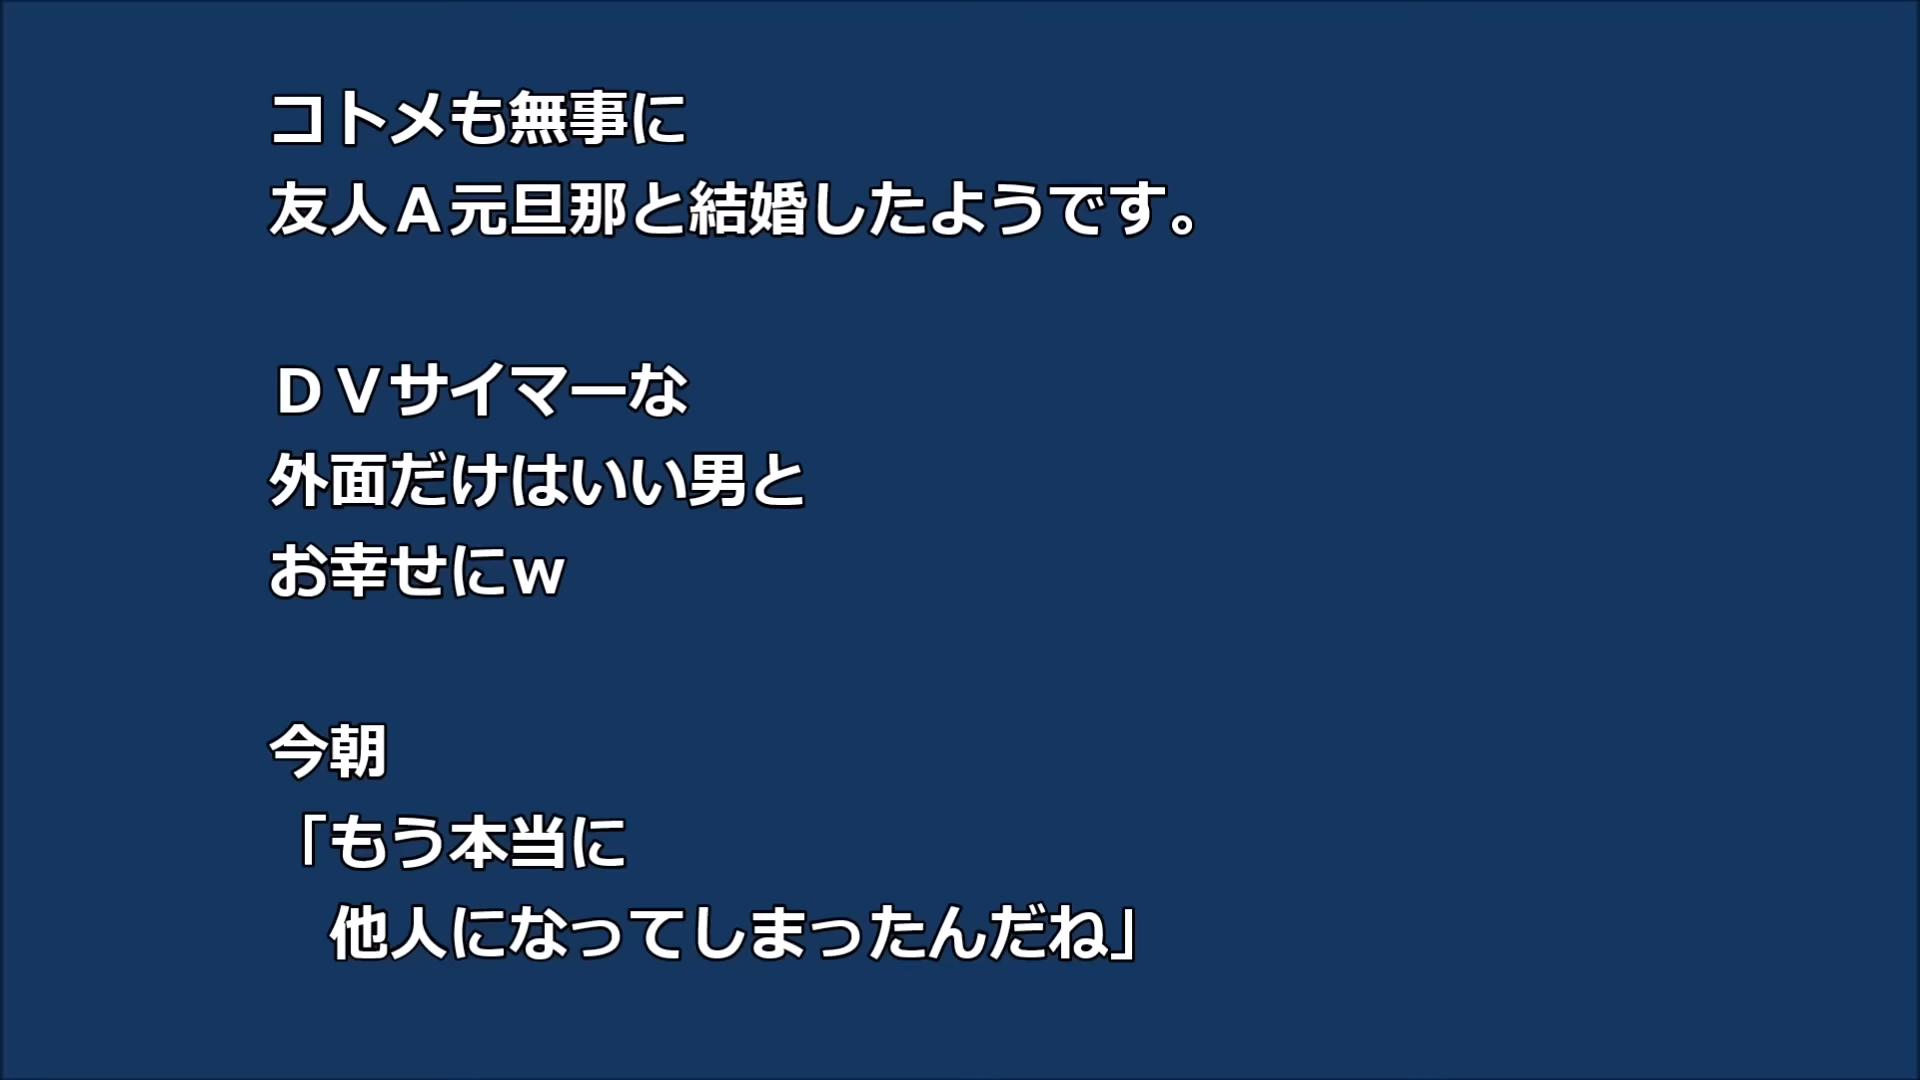 コトメも無事に
友人Ａ元旦那と結婚したようです。
ＤＶサイマーな
外面だけはいい男と
お幸せにｗ
今朝
「もう本当に
　他人になってしまったんだね」